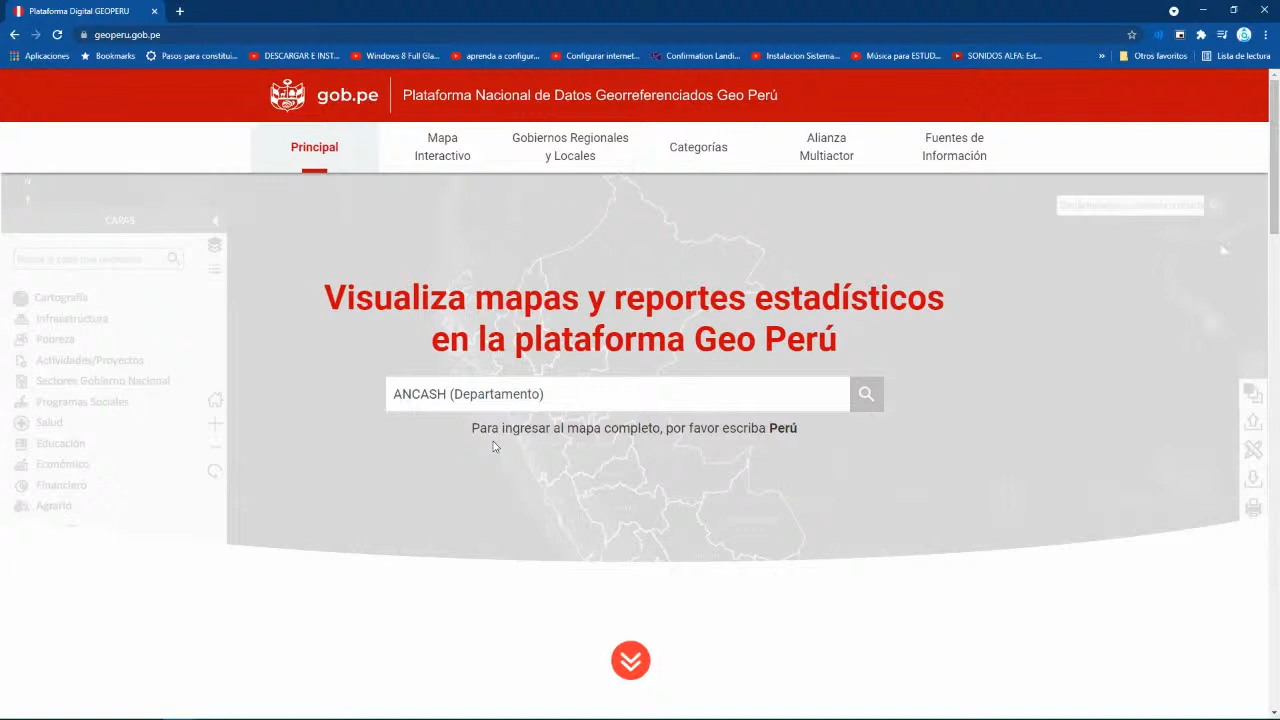 Plataforma Digital GEOPERU
geoperu.gob.pe
Aplicaciones
Bookmarks
Pasos para constitui...
DESCARGAR E INST...
Windows 8 Full Gla...
aprenda a configur...
Configurar internet...
Confirmation Landi...
Instalacion Sistema...
Música para ESTUD...
SONIDOS ALFA: Est...
»
Otros favoritos
Lista de lectura
gob.pe
Plataforma Nacional de Datos Georreferenciados Geo Perú
Principal
Mapa
Interactivo
Gobiernos Regionales
y Locales
Categorías
Alianza
Multiactor
Fuentes de
Información
N
CAPAS
Cartografía
Infraestructura
Pobreza
Actividades/Proyectos
Sectores Gobierno Nacional
Programas Sociales
Salud
Educación
Económico
Financiero
Agrario
Visualiza mapas y reportes estadísticos
en la plataforma Geo Perú
ANCASH (Departamento)
Para ingresar al mapa completo, por favor escriba Perú